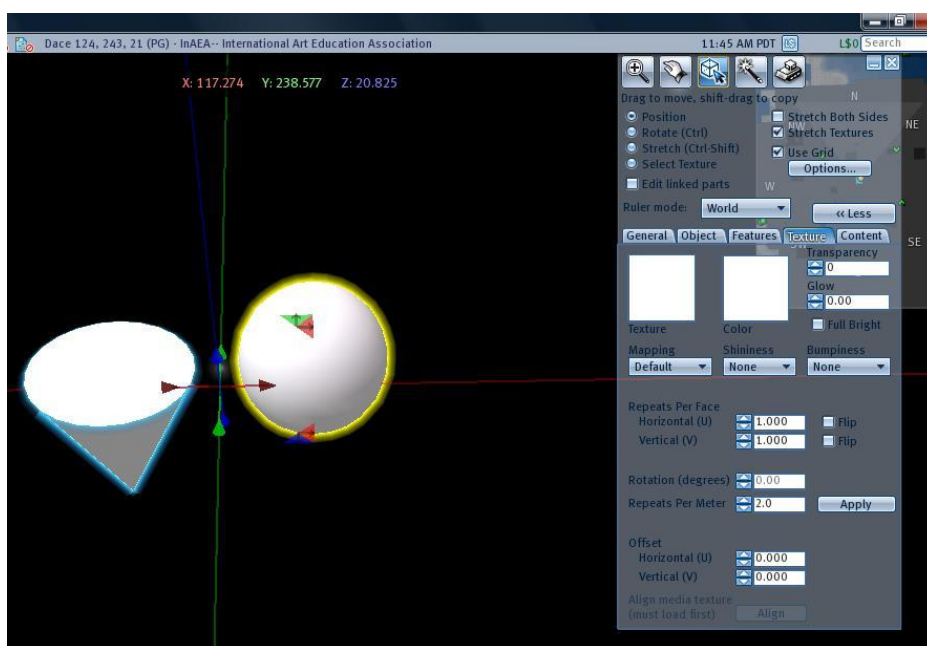 Dace 124, 243, 21 (PG) - InAEA-- International Art Education Association 11:45 AM PDT L$0 Search
X: 117.274 Y: 238.577 Z: 20.825
Drag to move, shift-drag to copy
N
Position
Stretch Both Sides
NW
NE
Rotate (Ctrl)
Stretch Textures
Stretch (Ctrl-Shift)
Use Grid
Select Texture
Options...
Edit linked parts
W
Ruler mode: World
<< Less
General Object Features Texture Content
SE
Transparency
0
Glow
0.00
Texture Color Full Bright
Mapping Shininess Bumpiness
Default None None
Repeats Per Face
Horizontal (U) 1.000 Flip
Vertical (V) 1.000 Flip
Rotation (degrees) 0.00
Repeats Per Meter 2.0 Apply
Offset
Horizontal (U) 0.000
Vertical (V) 0.000
Align media texture
(must load first) Align